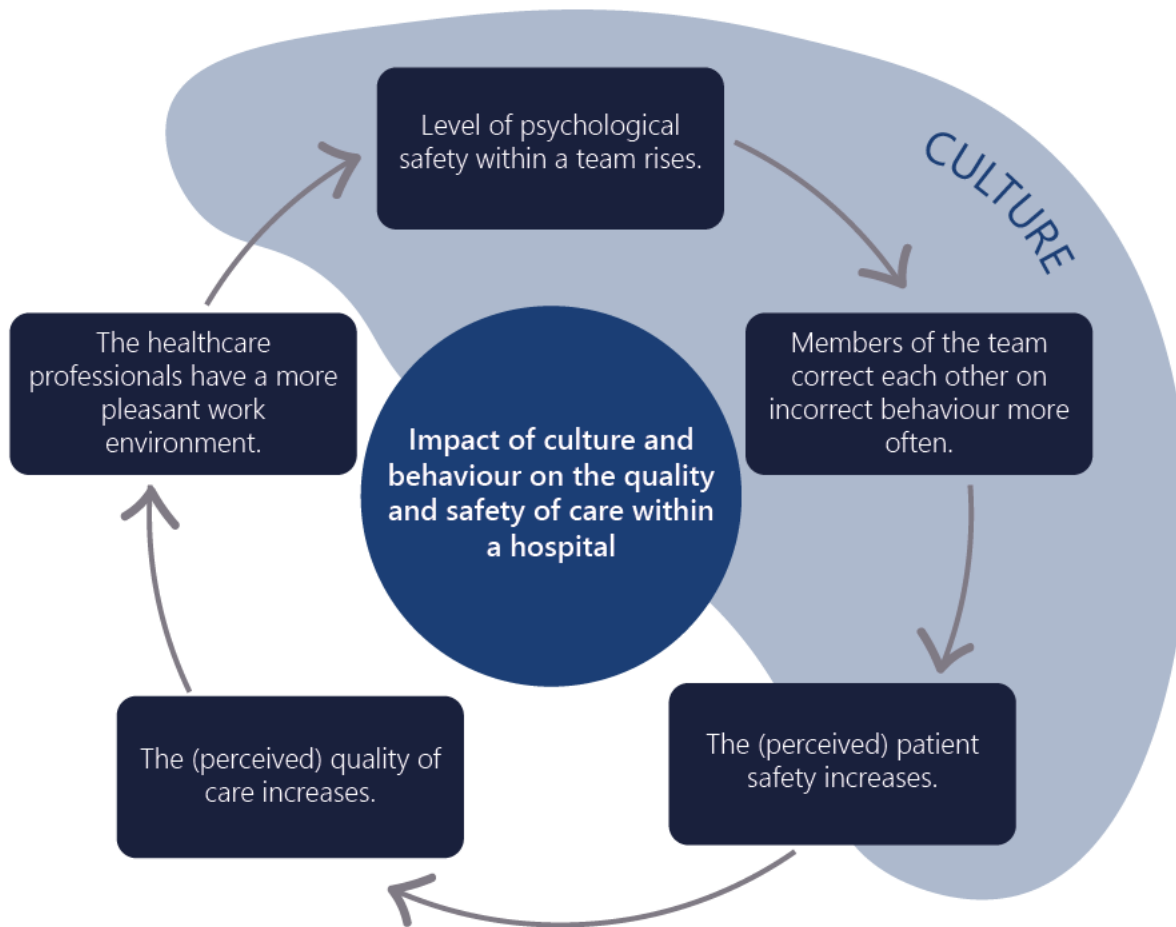 Level of psychological
safety within a team rises.
CULTURE
Members of the team
correct each other on
incorrect behaviour more
often.
The (perceived) patient
safety increases.
The (perceived) quality of
care increases.
The healthcare
professionals have a more
pleasant work
environment.
Impact of culture and
behaviour on the quality
and safety of care within
a hospital